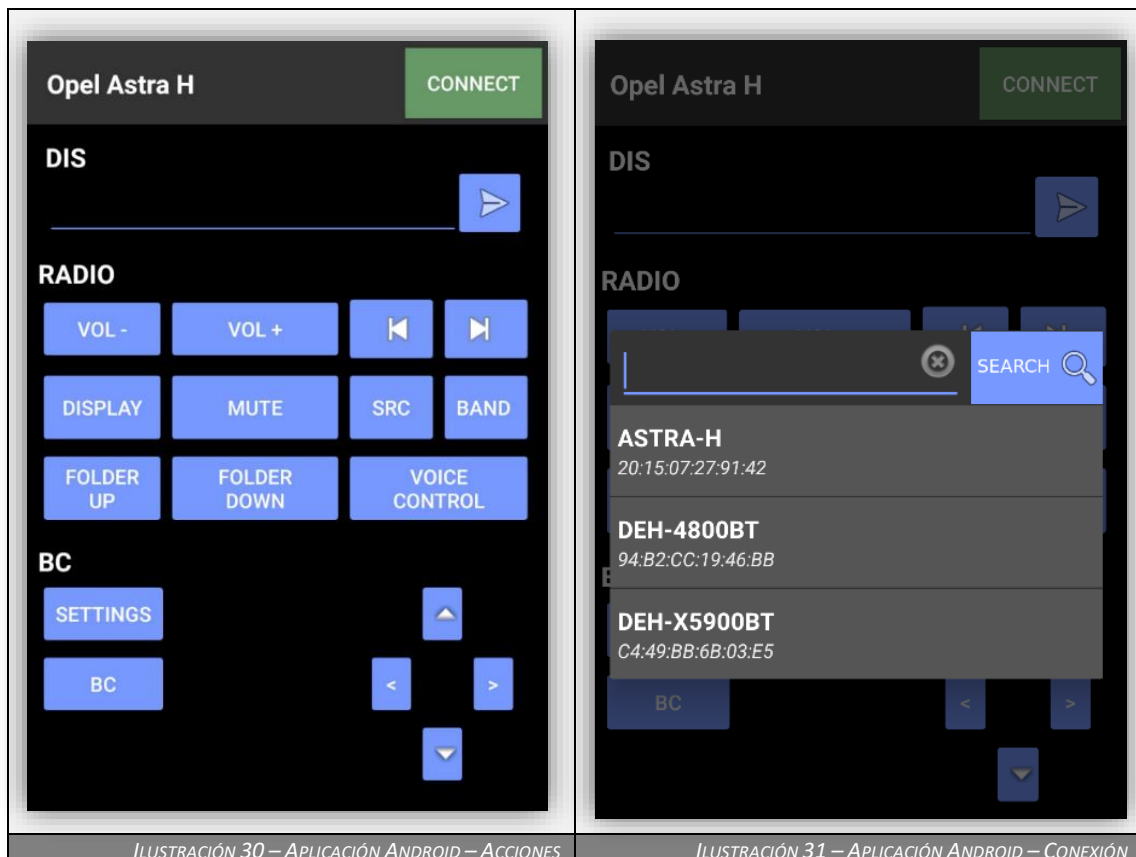 Opel Astra H CONNECT
DIS
RADIO
VOL - VOL +
DISPLAY MUTE SRC BAND
FOLDER UP FOLDER DOWN VOICE CONTROL
BC
SETTINGS
BC < >
ILUSTRACIÓN 30 – APLICACIÓN ANDROID – ACCIONES
Opel Astra H CONNECT
DIS
RADIO
SEARCH
ASTRA-H
20:15:07:27:91:42
DEH-4800BT
94:B2:CC:19:46:BB
DEH-X5900BT
C4:49:BB:6B:03:E5
BC < >
ILUSTRACIÓN 31 – APLICACIÓN ANDROID – CONEXIÓN